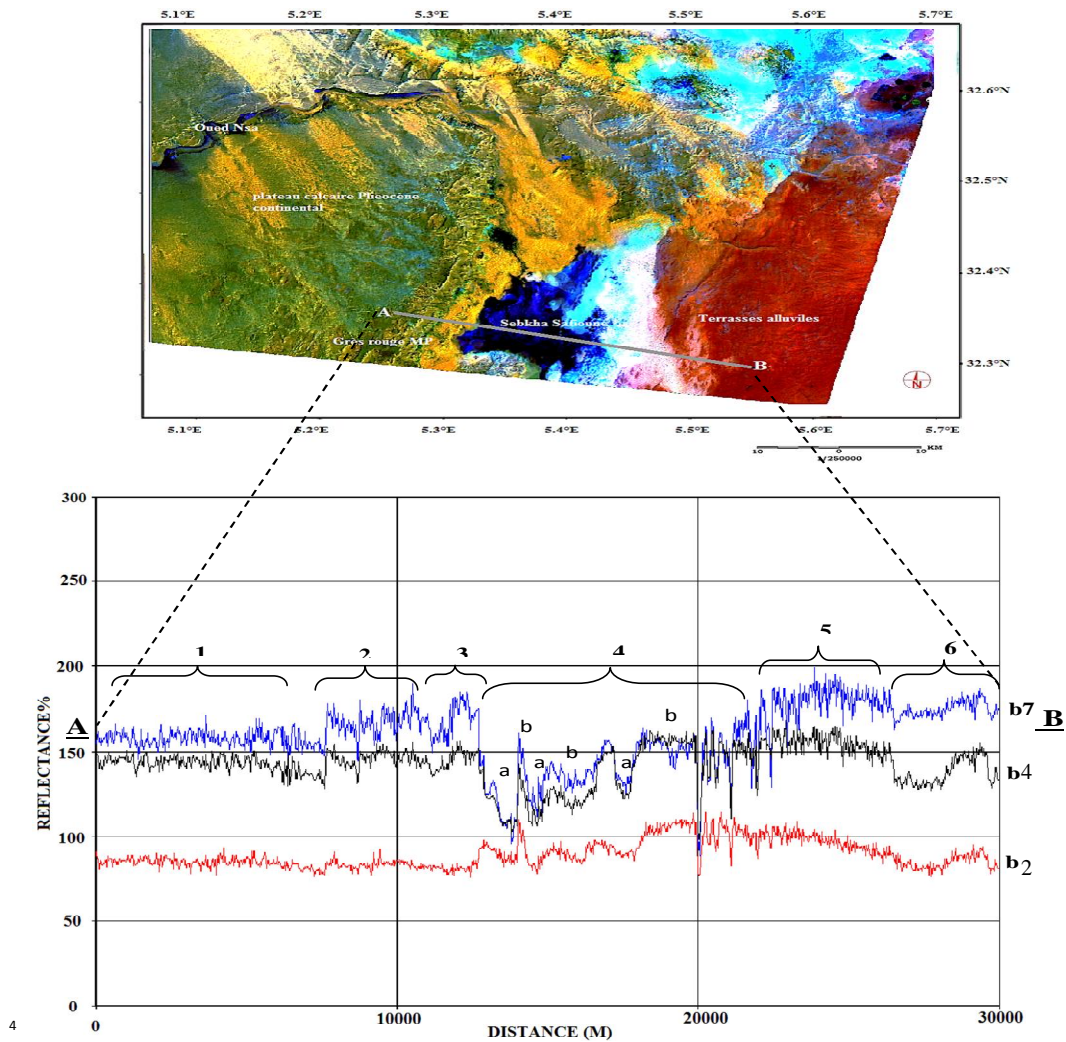 5.1°E 5.2°E 5.3°E 5.4°E 5.5°E 5.6°E 5.7°E
32.6°N
Oued Nsa
32.5°N
plateau calcaire Pliocene
continental
32.4°N
A
Sebkha Safioune
Terrasses alluviles
Grès rouge MP
32.3°N
B
N
5.1°E 5.2°E 5.3°E 5.4°E 5.5°E 5.6°E 5.7°E
10 0 10 KM
1/250000
300
250
200
1 2 3 4 5 6
A
b7 B
b b
150
a a b a
b4
REFLECTANCE%
100
b2
50
0
0 10000 20000 30000
DISTANCE (M)
4